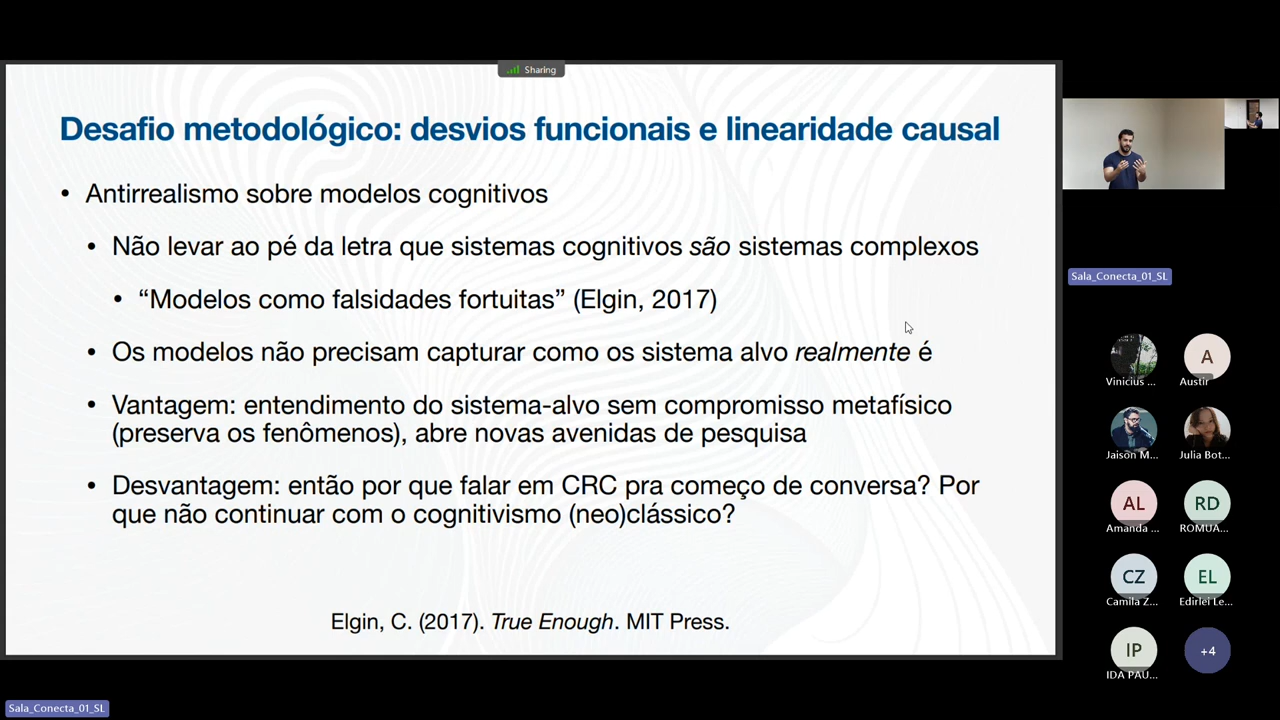 Sharing
Desafio metodológico: desvios funcionais e linearidade causal
• Antirrealismo sobre modelos cognitivos
• Não levar ao pé da letra que sistemas cognitivos são sistemas complexos
• “Modelos como falsidades fortuitas” (Elgin, 2017)
• Os modelos não precisam capturar como os sistema alvo realmente é
• Vantagem: entendimento do sistema-alvo sem compromisso metafísico
(preserva os fenômenos), abre novas avenidas de pesquisa
• Desvantagem: então por que falar em CRC pra começo de conversa? Por
que não continuar com o cognitivismo (neo)clássico?
Elgin, C. (2017). True Enough. MIT Press.
Sala_Conecta_01_SL
Sala_Conecta_01_SL
Vinicius ...
A
Austir
Jaison M...
Julia Bot...
AL
Amanda ...
RD
ROMUA...
CZ
Camila Z...
EL
Edirlei Le...
IP
IDA PAU...
+4